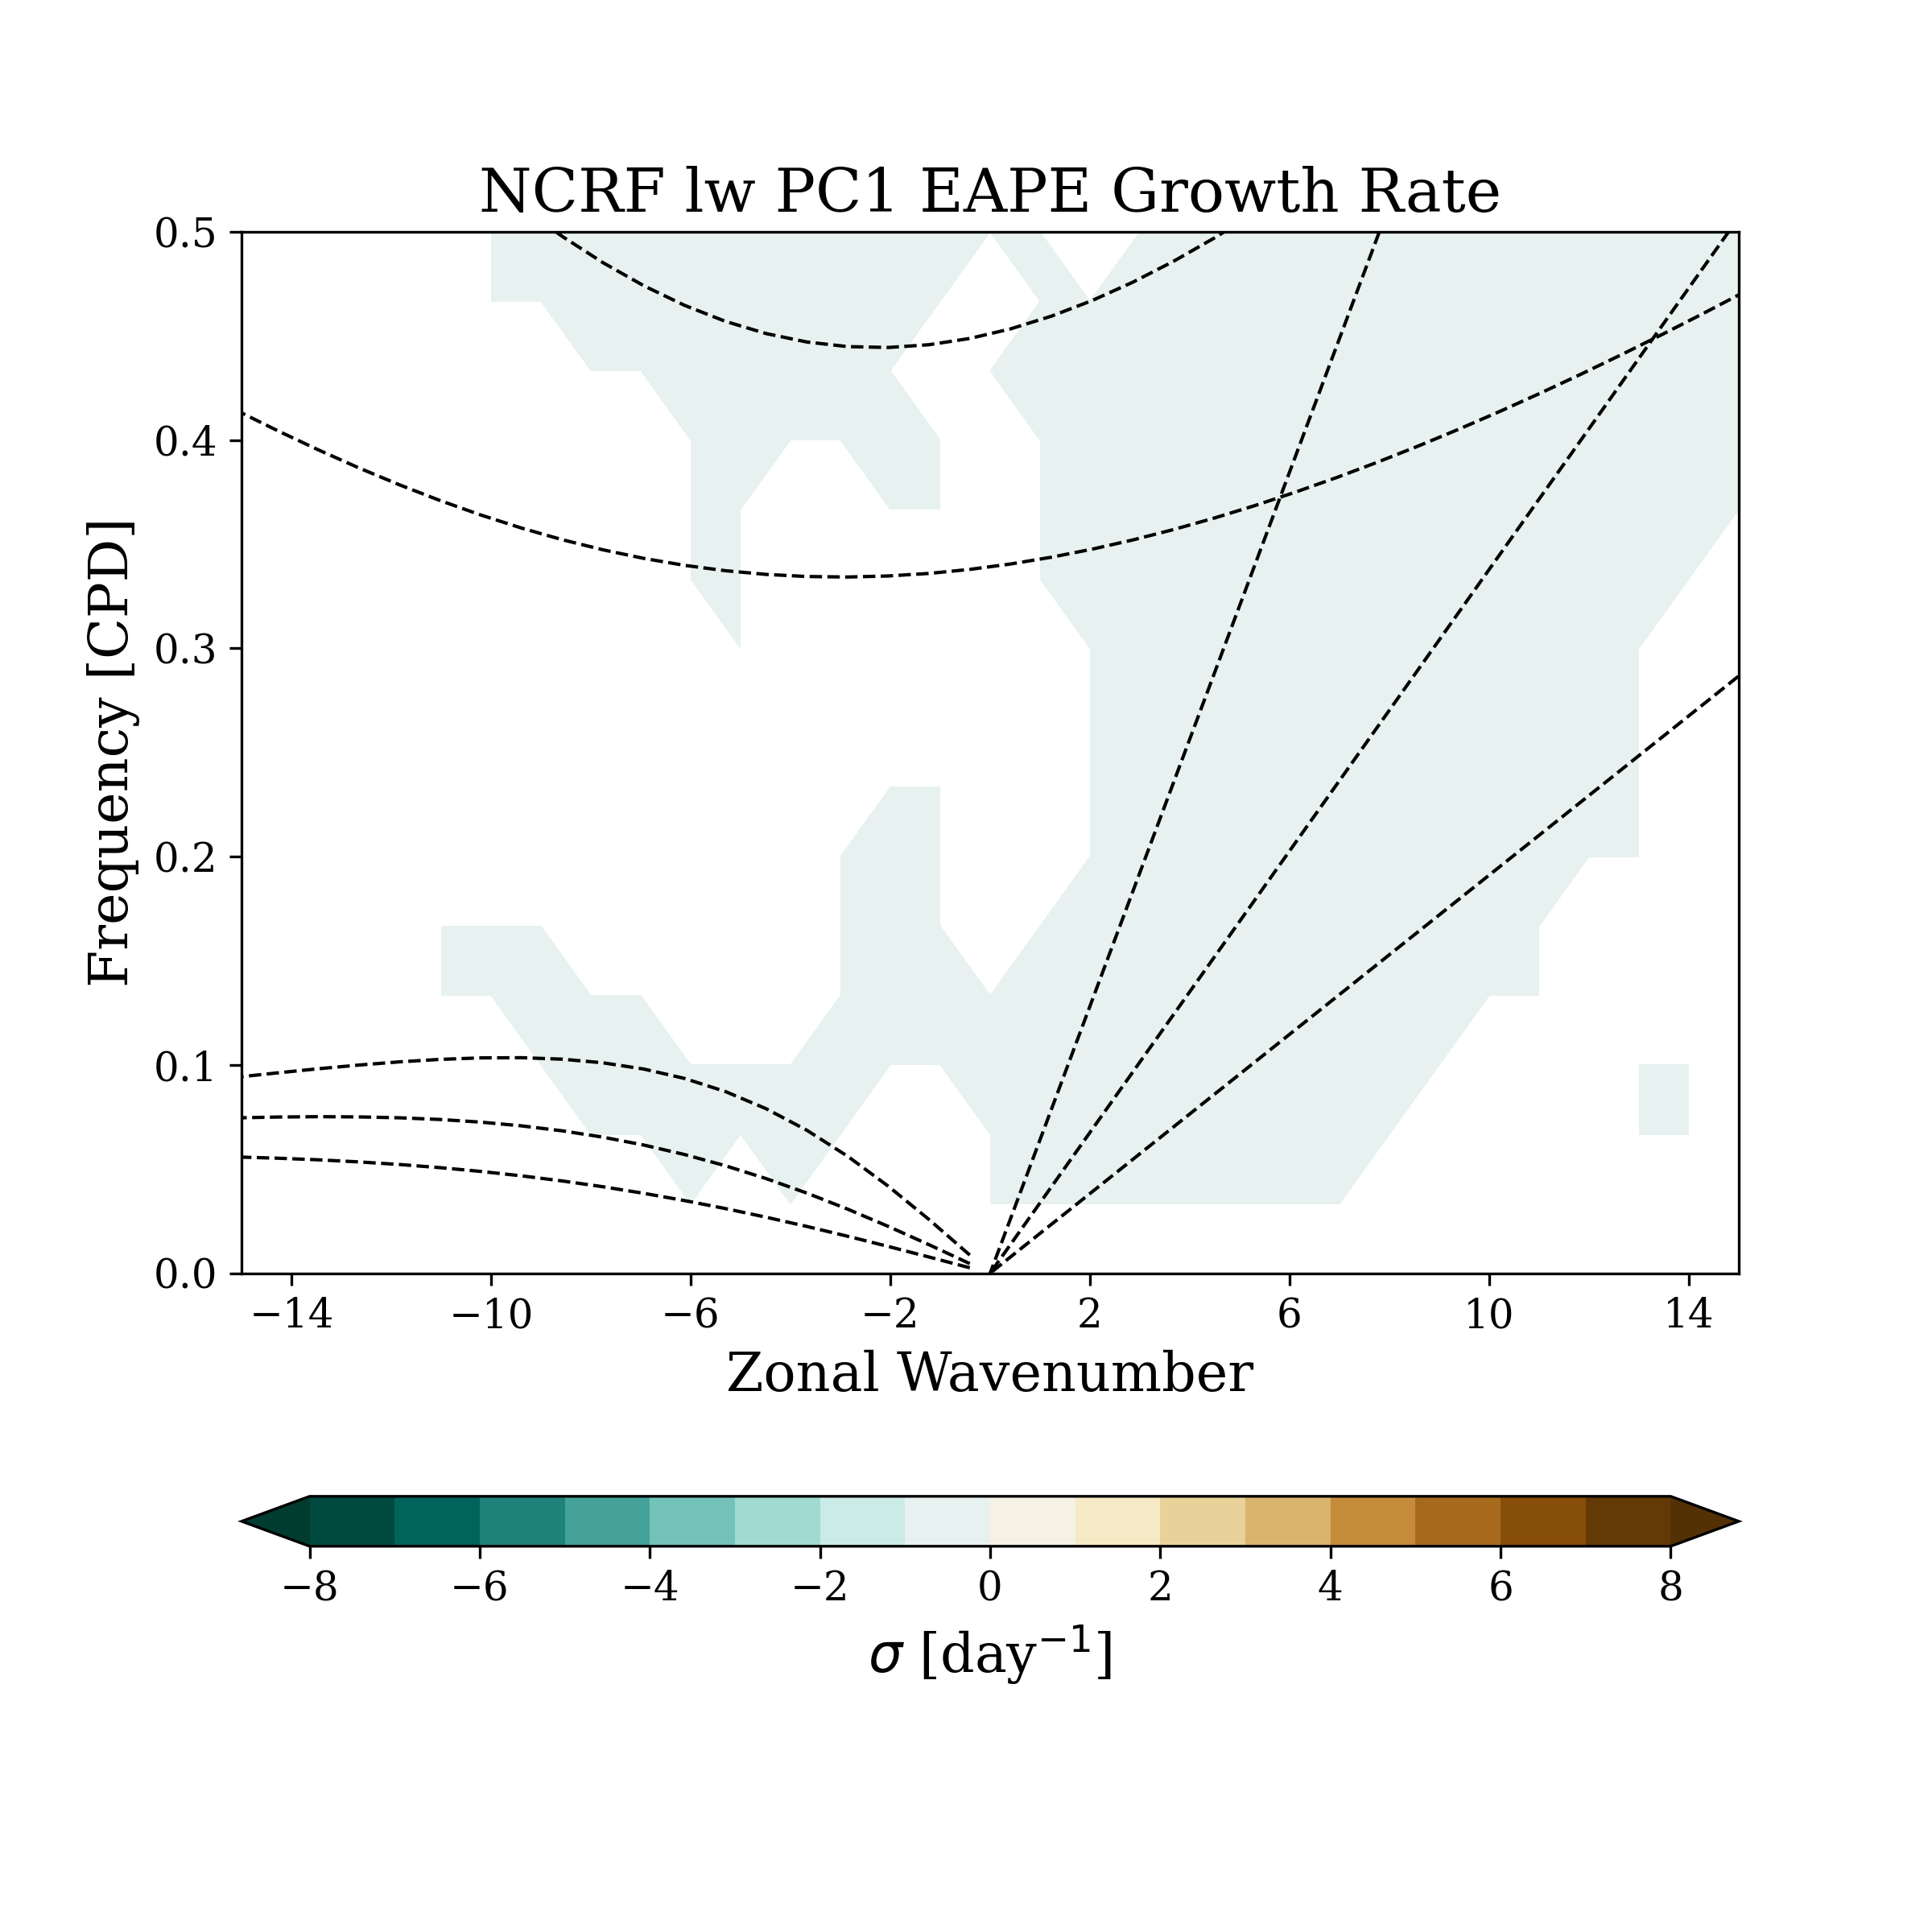 NCRF lw PC1 EAPE Growth Rate
0.5
0.4
0.3
0.2
0.1
0.0
Frequency [CPD]
−14 −10 −6 −2 2 6 10 14
Zonal Wavenumber
−8 −6 −4 −2 0 2 4 6 8
σ [day⁻¹]